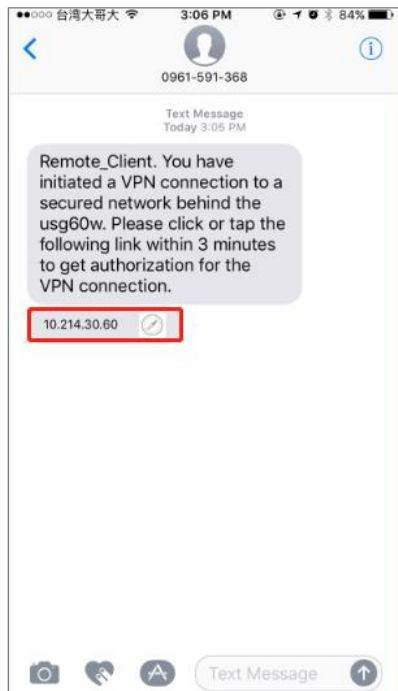 台湾大哥大 3:06 PM 84%
0961-591-368
Text Message
Today 3:05 PM
Remote_Client. You have
initiated a VPN connection to a
secured network behind the
usg60w. Please click or tap the
following link within 3 minutes
to get authorization for the
VPN connection.
10.214.30.60
Text Message